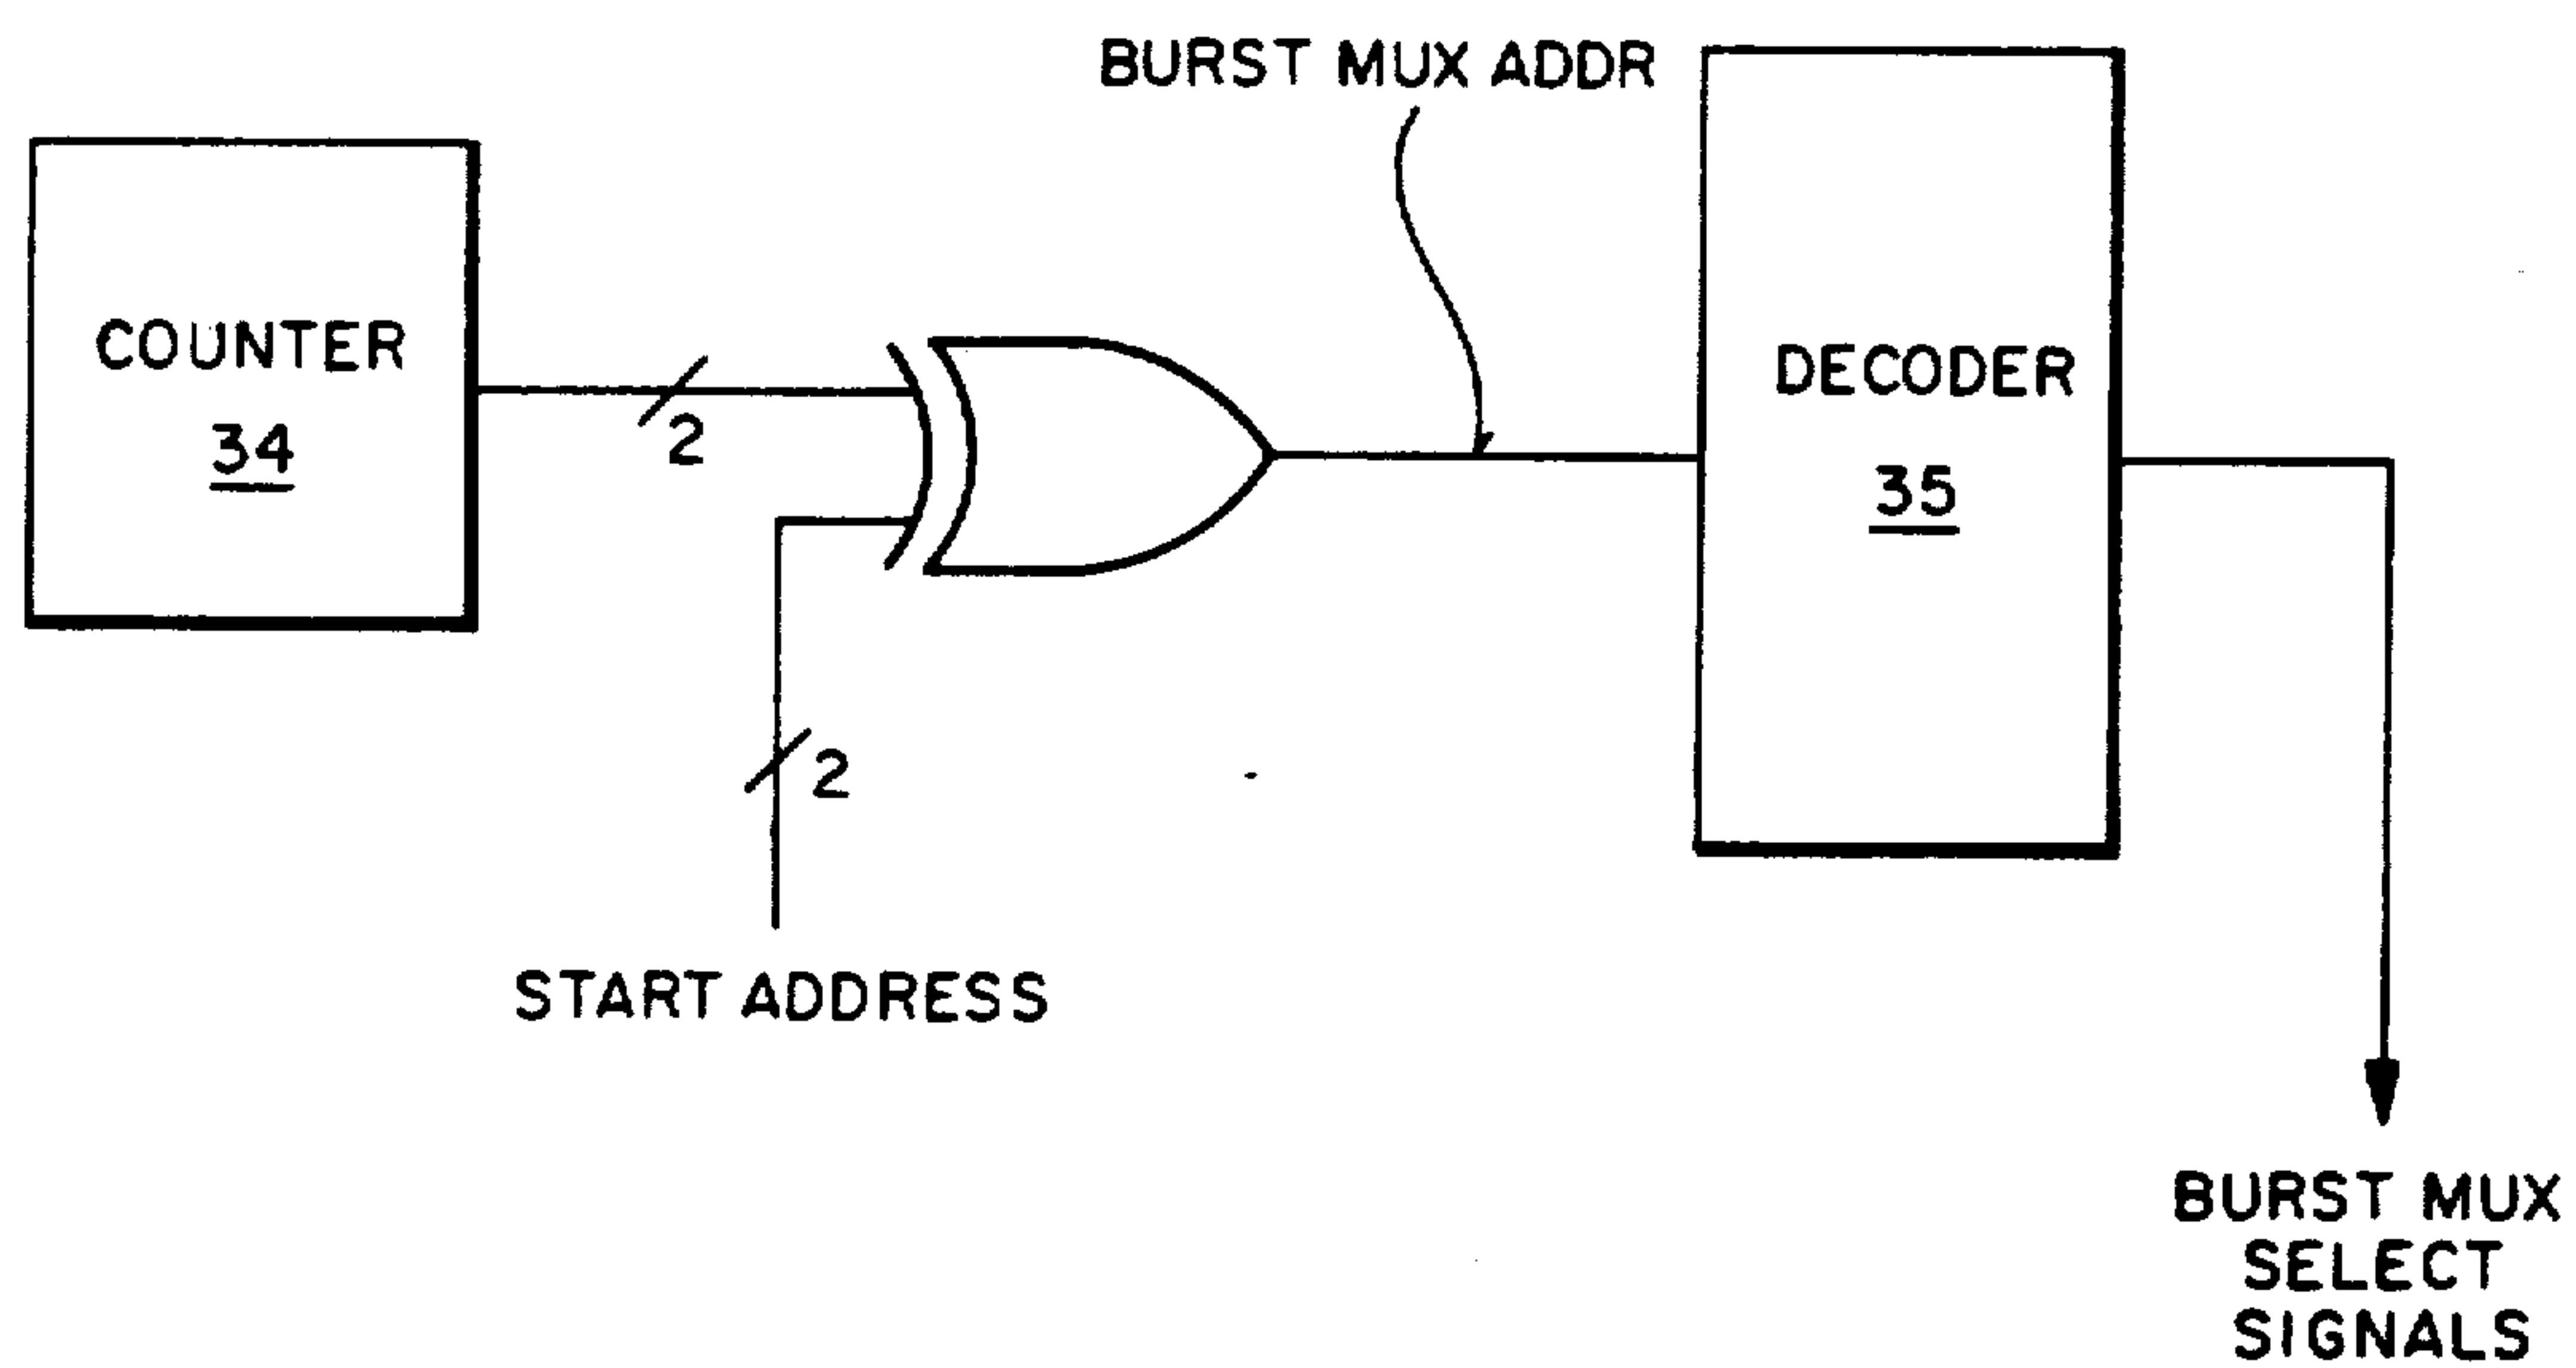 BURST MUX ADDR
COUNTER
34
2
DECODER
35
2
START ADDRESS
BURST MUX
SELECT
SIGNALS